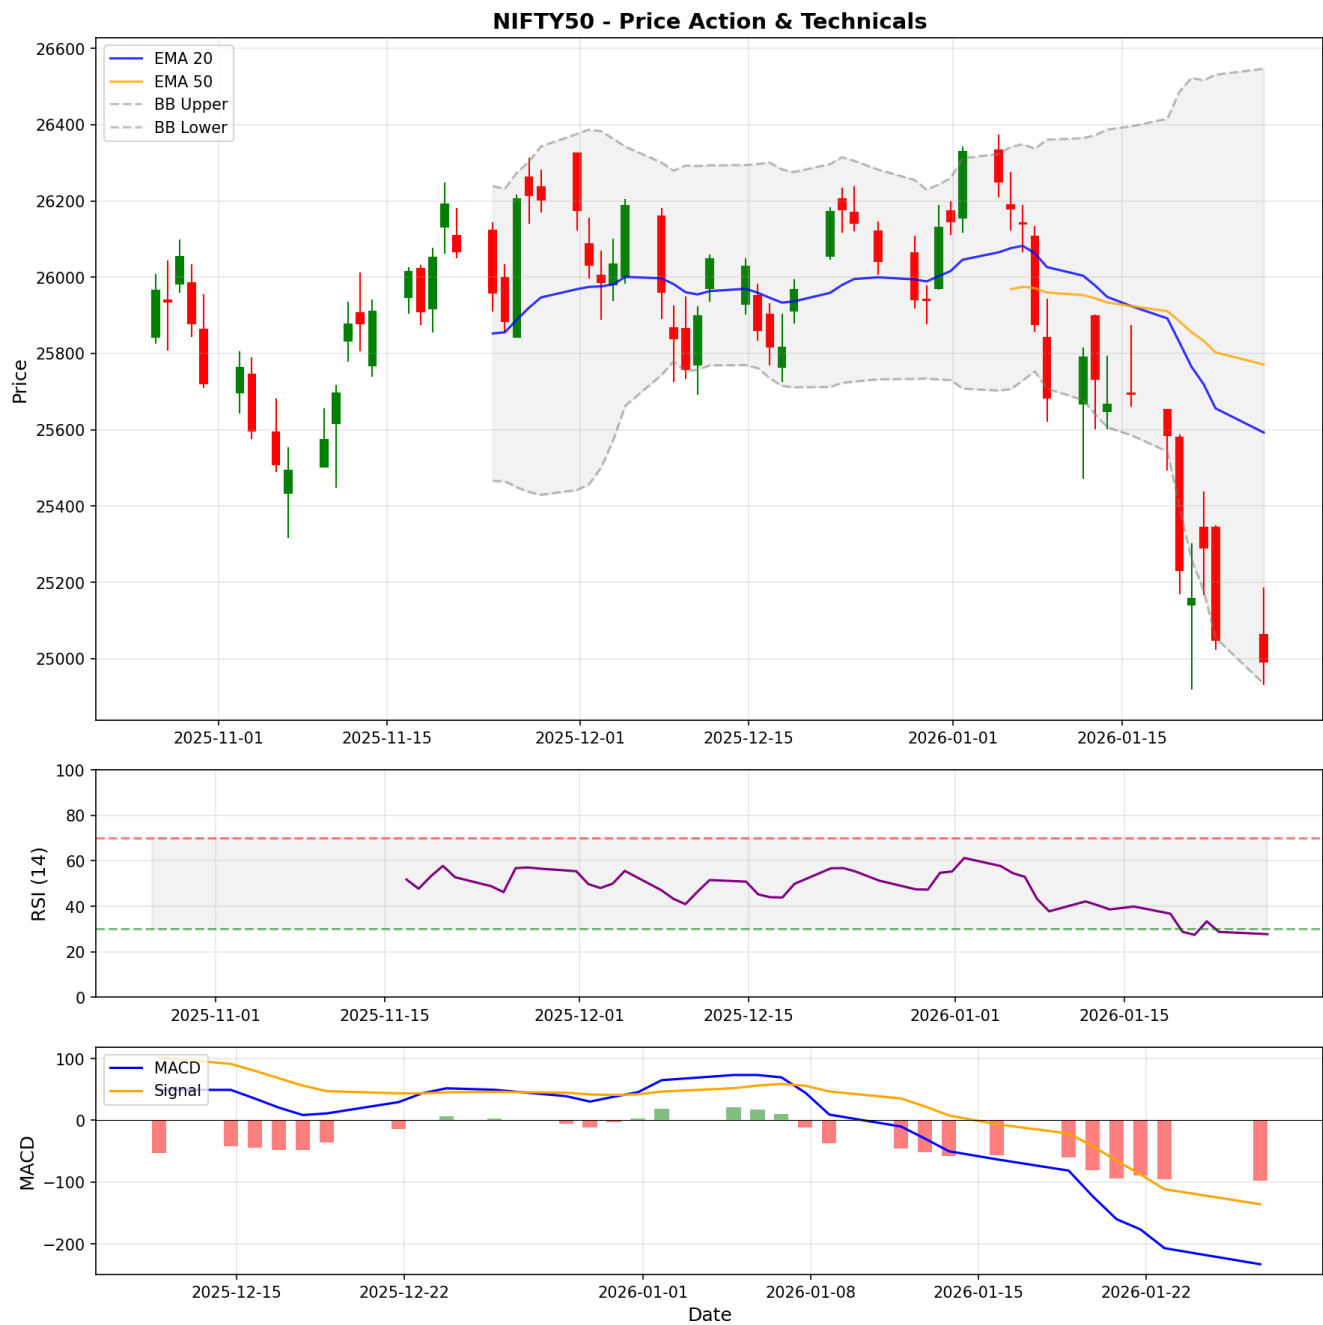 NIFTY50 - Price Action & Technicals
EMA 20
EMA 50
BB Upper
BB Lower
Price
26600
26400
26200
26000
25800
25600
25400
25200
25000
2025-11-01 2025-11-15 2025-12-01 2025-12-15 2026-01-01 2026-01-15
RSI (14)
100
80
60
40
20
0
2025-11-01 2025-11-15 2025-12-01 2025-12-15 2026-01-01 2026-01-15
MACD
Signal
MACD
100
0
−100
−200
2025-12-15 2025-12-22 2026-01-01 2026-01-08 2026-01-15 2026-01-22
Date